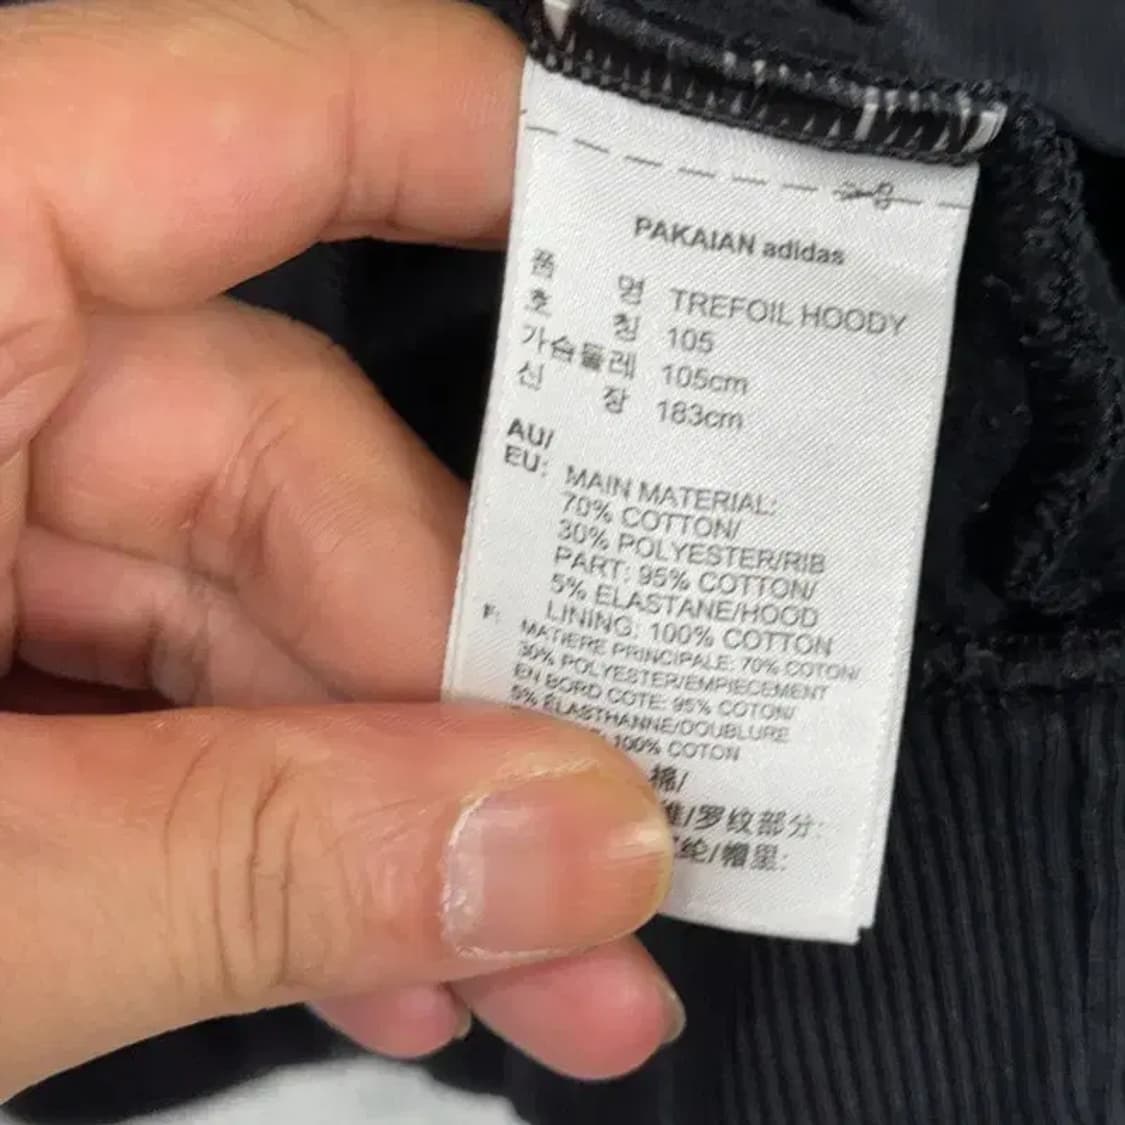 PAKAIAN adidas
품 명 TREFOIL HOODY
호 칭 105
가슴둘레 105cm
신 장 183cm
AU/
EU: MAIN MATERIAL:
70% COTTON/
30% POLYESTER/RIB
PART: 95% COTTON/
5% ELASTANE/HOOD
LINING: 100% COTTON
F: MATIERE PRINCIPALE: 70% COTON/
30% POLYESTER/EMPIECEMENT
EN BORD COTE: 95% COTON/
5% ELASTHANNE/DOUBLURE
100% COTON
棉/
维/罗纹部分:
纶/帽里: